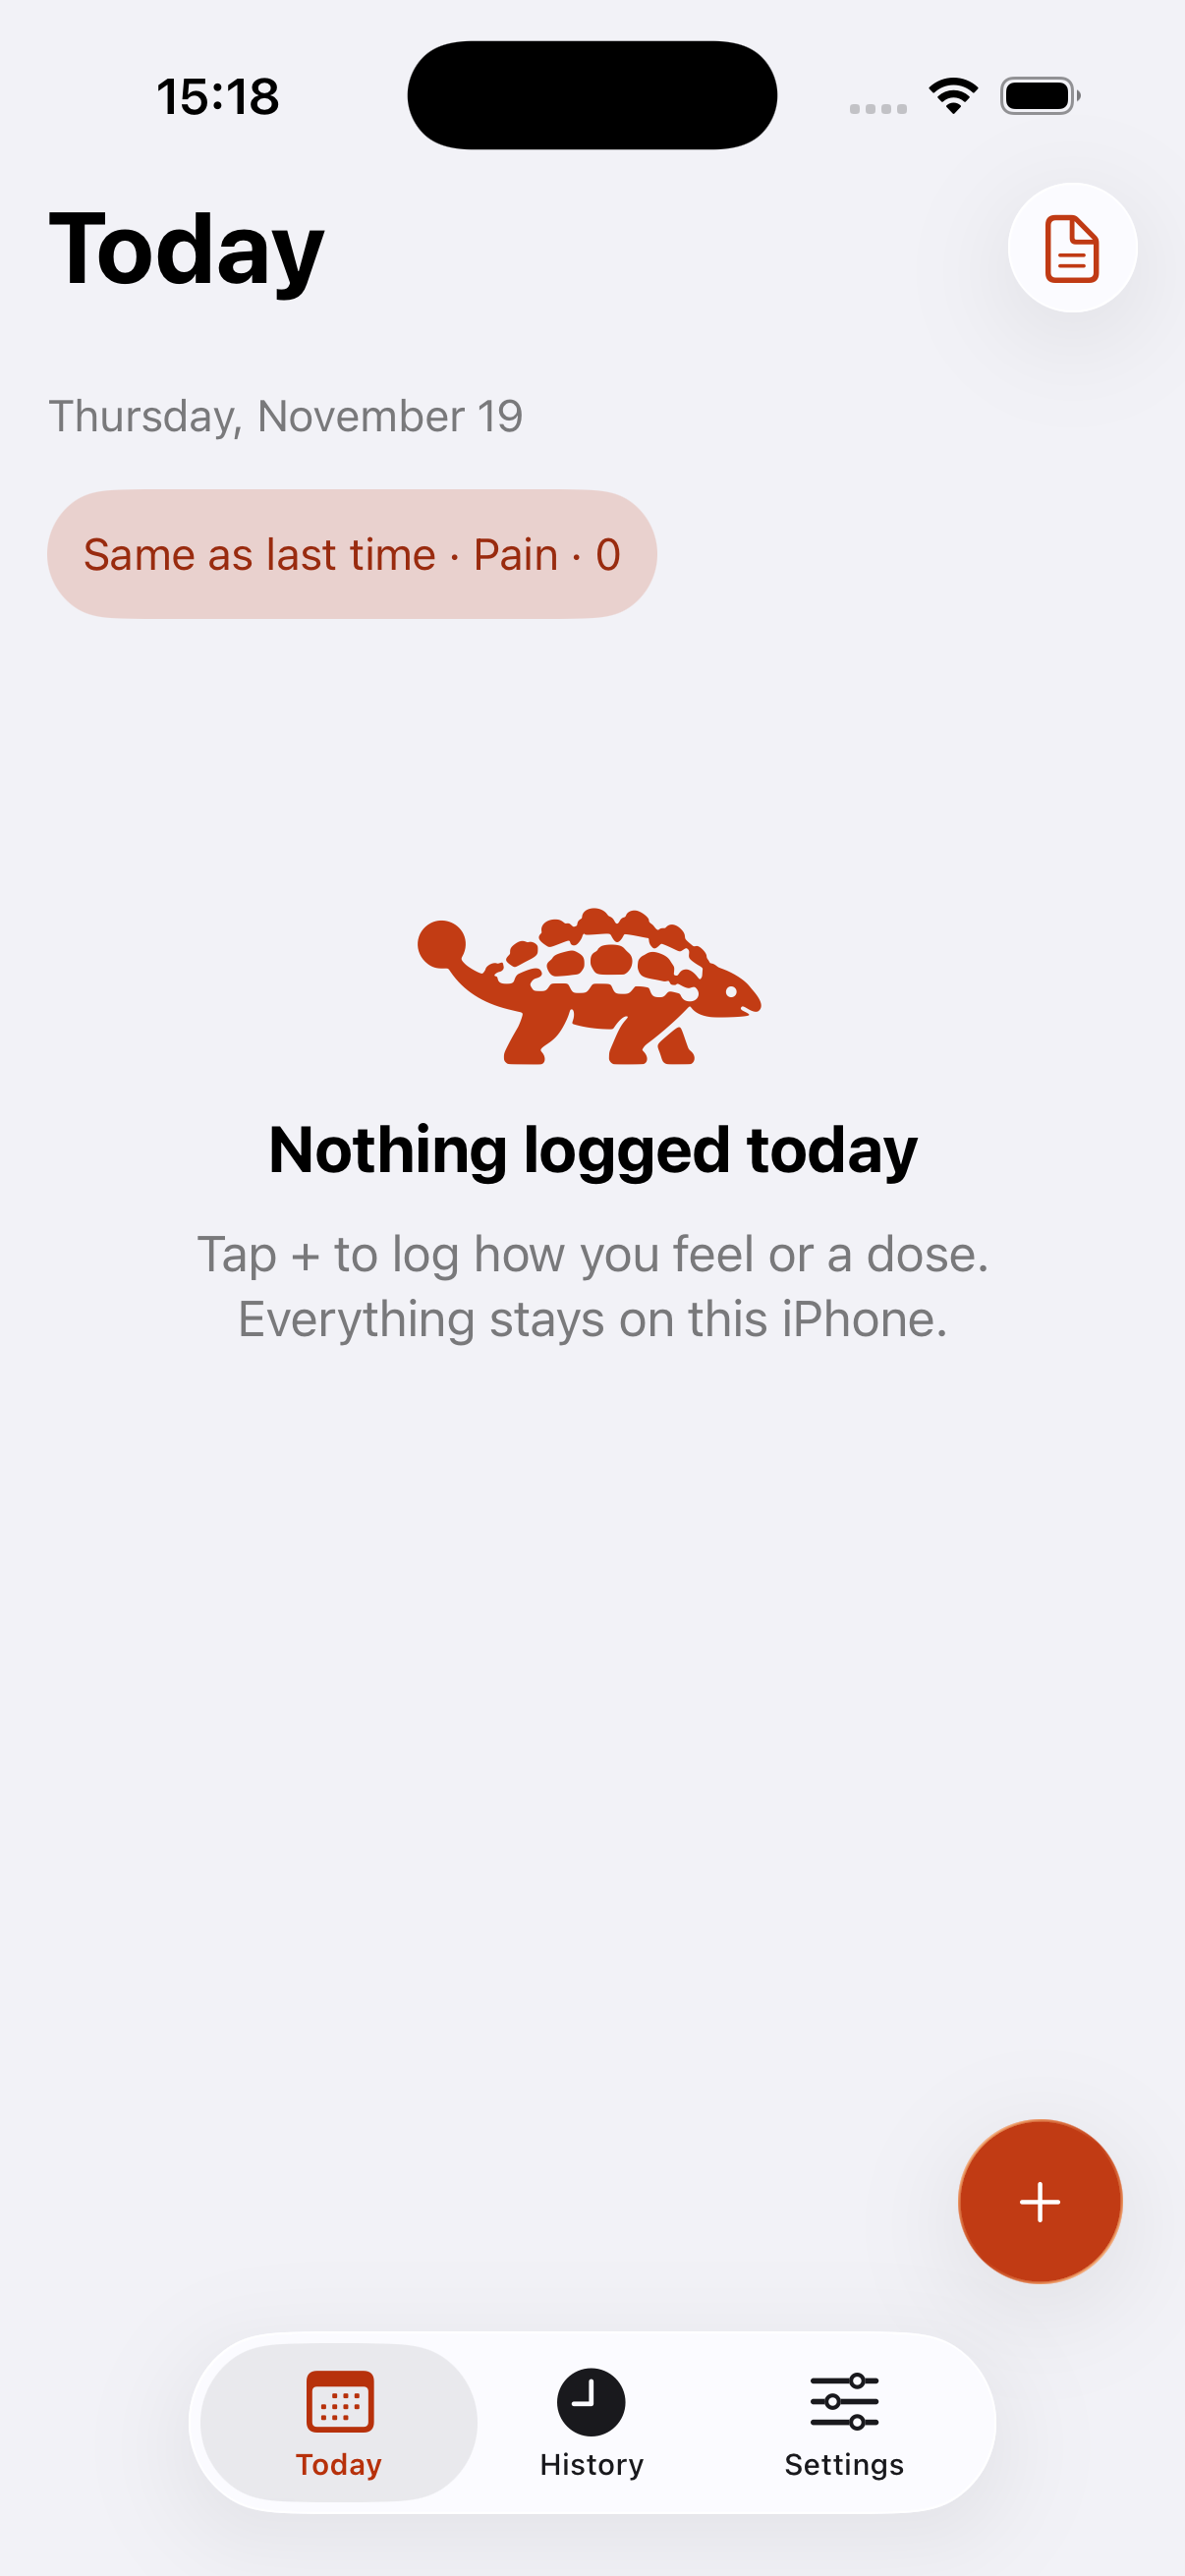 15:18
Today
Thursday, November 19
Same as last time · Pain · 0
Nothing logged today
Tap + to log how you feel or a dose.
Everything stays on this iPhone.
Today
History
Settings